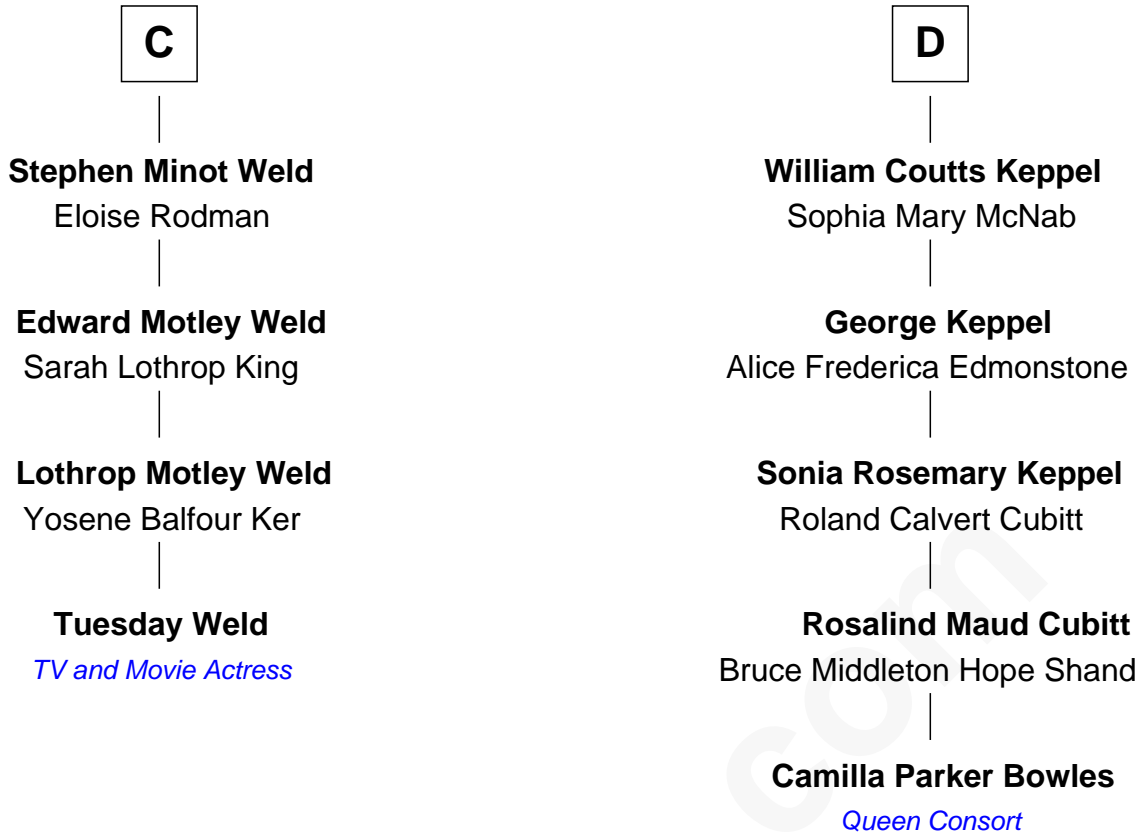 C
Stephen Minot Weld
Eloise Rodman
Edward Motley Weld
Sarah Lothrop King
Lothrop Motley Weld
Yosene Balfour Ker
Tuesday Weld
TV and Movie Actress
D
William Coutts Keppel
Sophia Mary McNab
George Keppel
Alice Frederica Edmonstone
Sonia Rosemary Keppel
Roland Calvert Cubitt
Rosalind Maud Cubitt
Bruce Middleton Hope Shand
Camilla Parker Bowles
Queen Consort
com